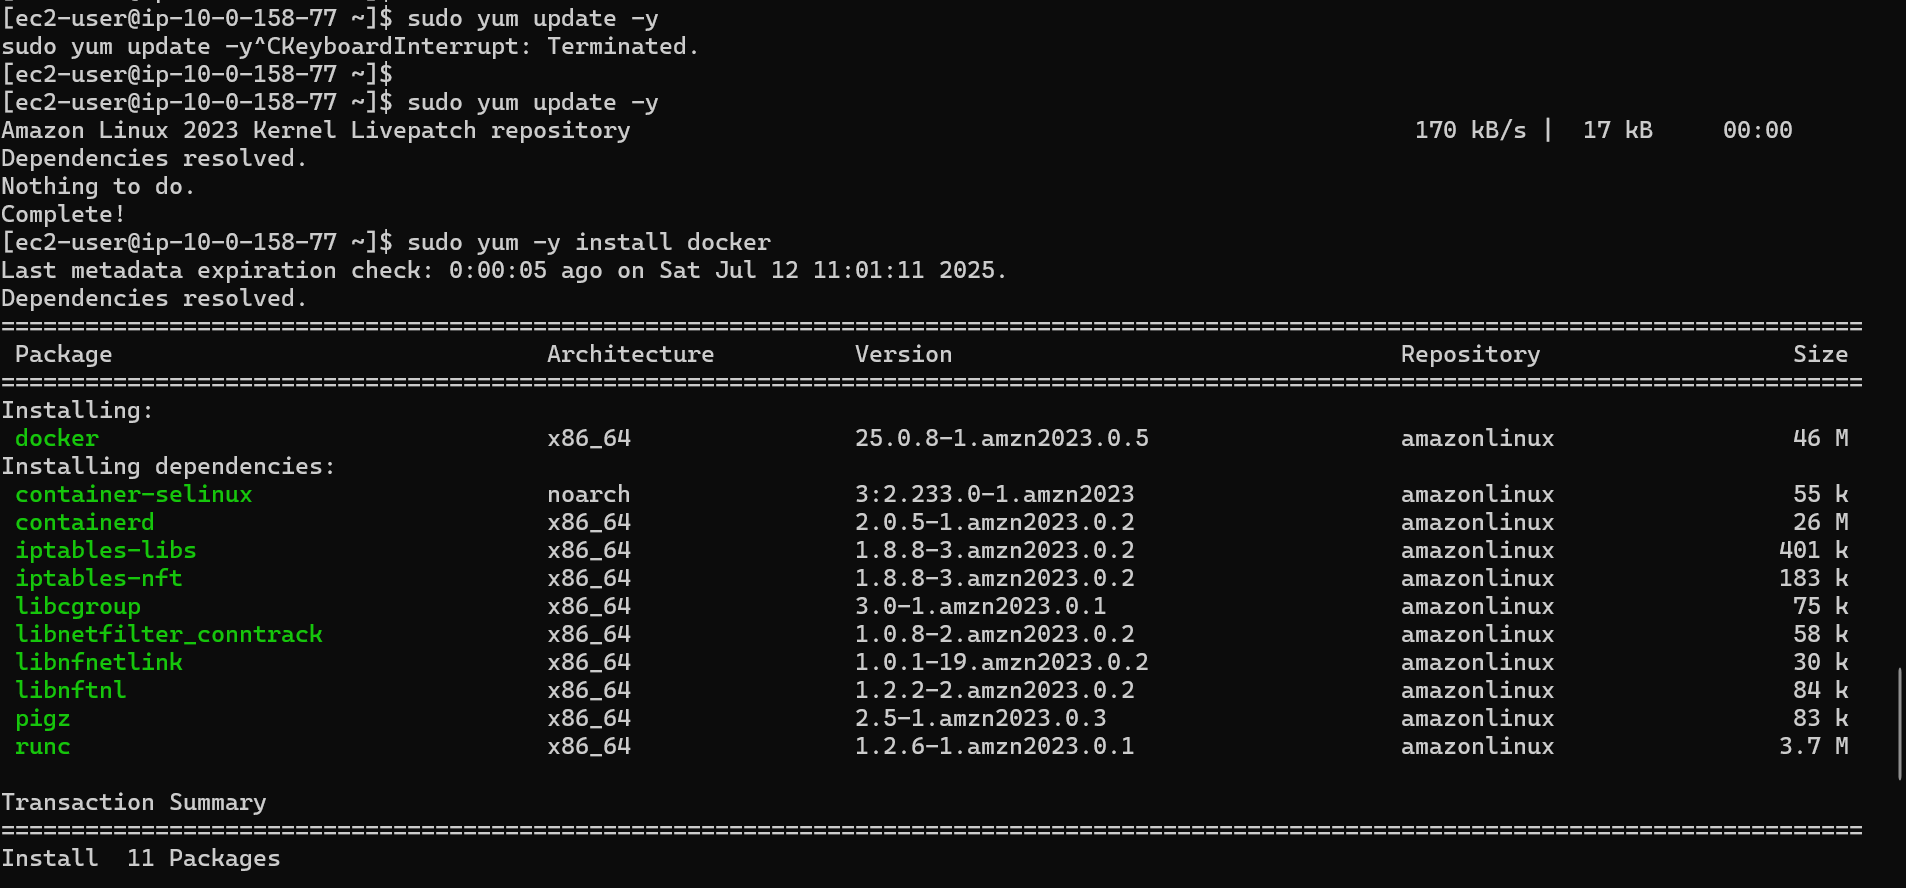 [ec2-user@ip-10-0-158-77 ~]$ sudo yum update -y
sudo yum update -y^CKeyboardInterrupt: Terminated.
[ec2-user@ip-10-0-158-77 ~]$
[ec2-user@ip-10-0-158-77 ~]$ sudo yum update -y
Amazon Linux 2023 Kernel Livepatch repository 170 kB/s | 17 kB 00:00
Dependencies resolved.
Nothing to do.
Complete!
[ec2-user@ip-10-0-158-77 ~]$ sudo yum -y install docker
Last metadata expiration check: 0:00:05 ago on Sat Jul 12 11:01:11 2025.
Dependencies resolved.
=====================================================================================================================================
Package Architecture Version Repository Size
=====================================================================================================================================
Installing:
docker x86_64 25.0.8-1.amzn2023.0.5 amazonlinux 46 M
Installing dependencies:
container-selinux noarch 3:2.233.0-1.amzn2023 amazonlinux 55 k
containerd x86_64 2.0.5-1.amzn2023.0.2 amazonlinux 26 M
iptables-libs x86_64 1.8.8-3.amzn2023.0.2 amazonlinux 401 k
iptables-nft x86_64 1.8.8-3.amzn2023.0.2 amazonlinux 183 k
libcgroup x86_64 3.0-1.amzn2023.0.1 amazonlinux 75 k
libnetfilter_conntrack x86_64 1.0.8-2.amzn2023.0.2 amazonlinux 58 k
libnfnetlink x86_64 1.0.1-19.amzn2023.0.2 amazonlinux 30 k
libnftnl x86_64 1.2.2-2.amzn2023.0.2 amazonlinux 84 k
pigz x86_64 2.5-1.amzn2023.0.3 amazonlinux 83 k
runc x86_64 1.2.6-1.amzn2023.0.1 amazonlinux 3.7 M
Transaction Summary
=====================================================================================================================================
Install 11 Packages